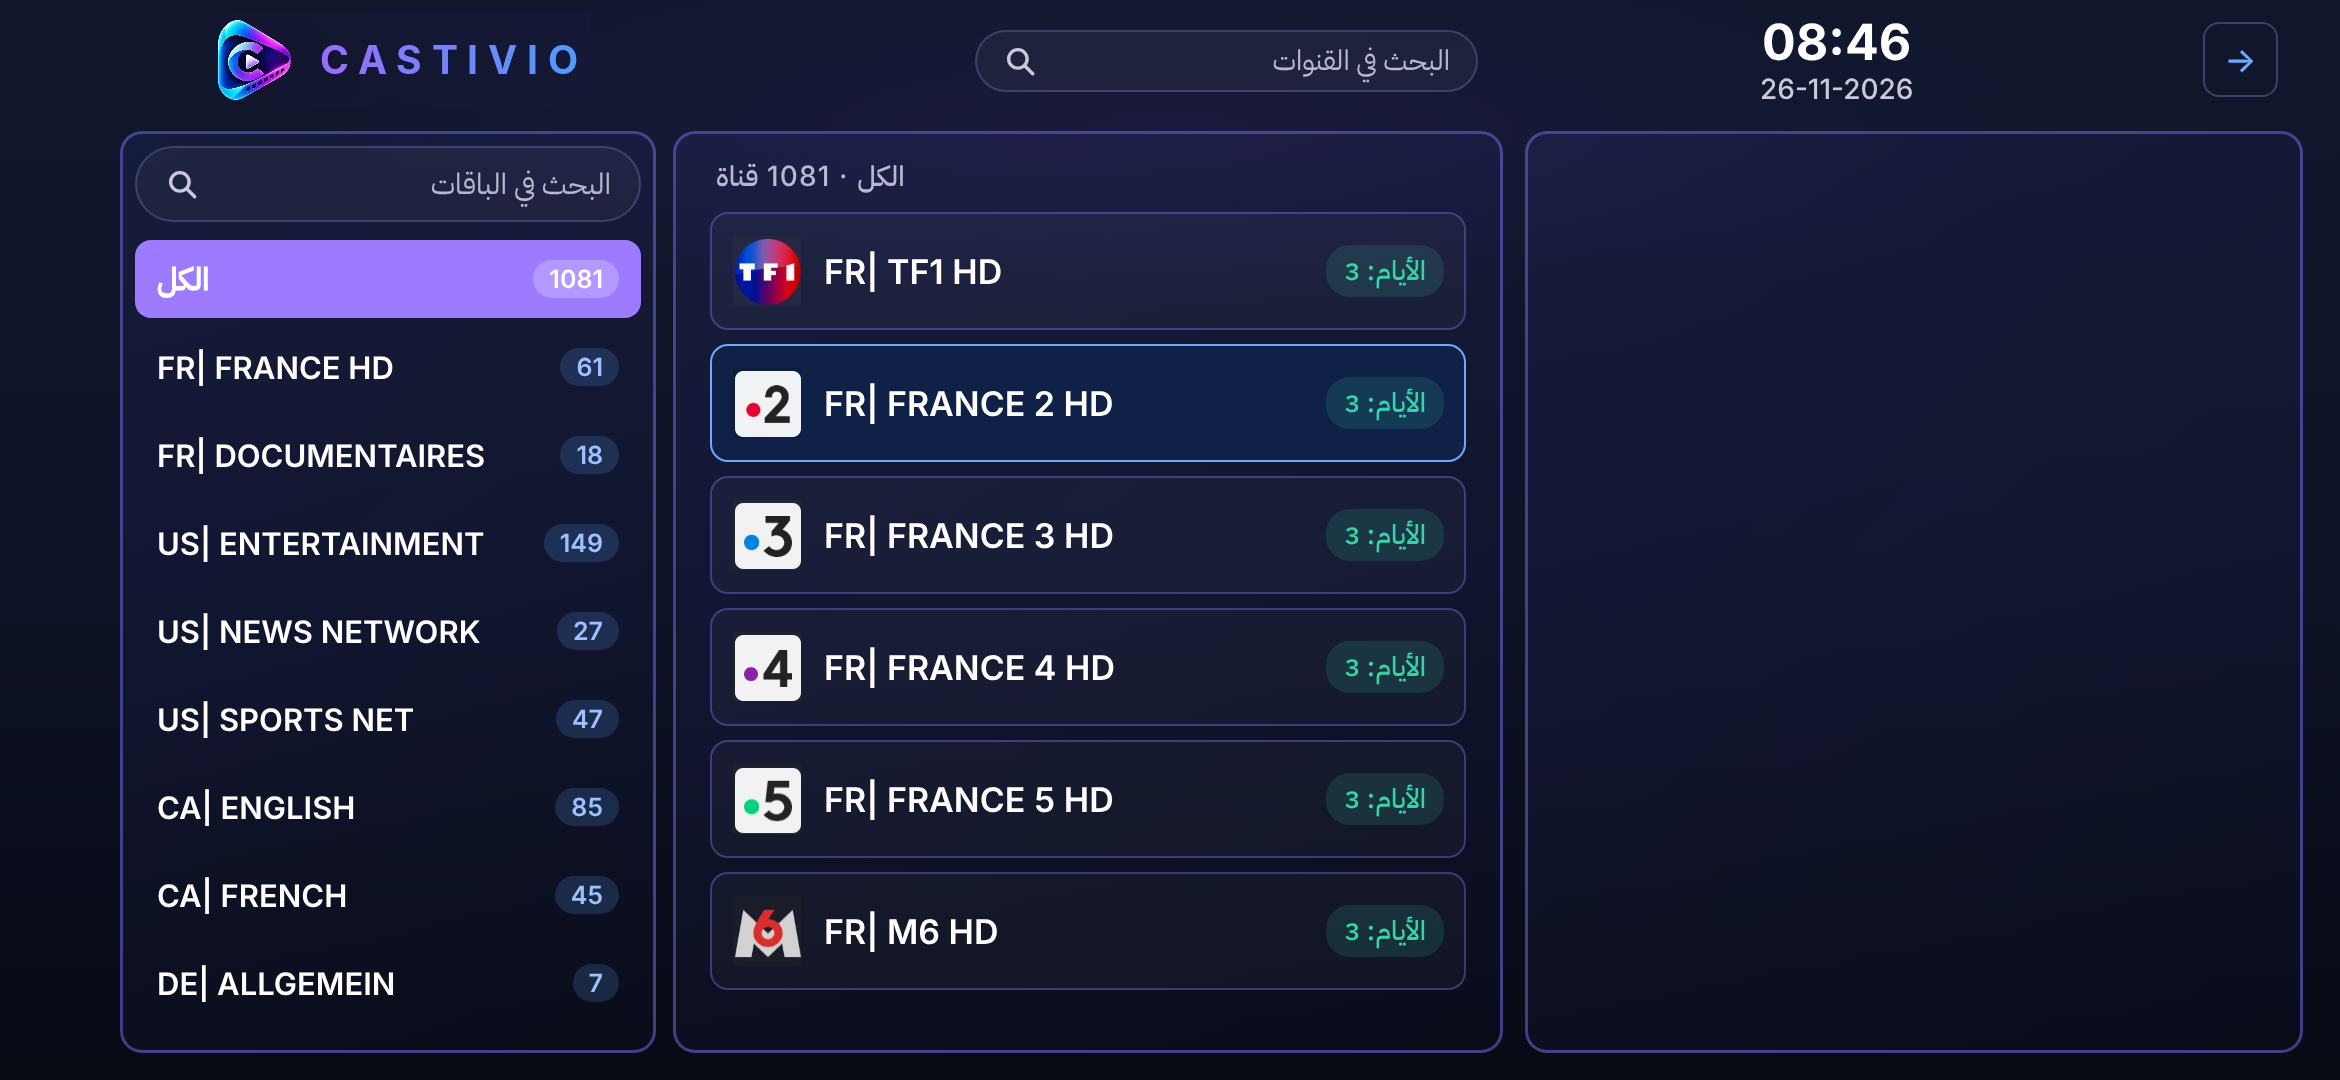 CASTIVIO
البحث في القنوات
08:46
26-11-2026
البحث في الباقات
الكل 1081
FR| FRANCE HD 61
FR| DOCUMENTAIRES 18
US| ENTERTAINMENT 149
US| NEWS NETWORK 27
US| SPORTS NET 47
CA| ENGLISH 85
CA| FRENCH 45
DE| ALLGEMEIN 7
الكل · 1081 قناة
TF1 FR| TF1 HD الأيام: 3
2 FR| FRANCE 2 HD الأيام: 3
3 FR| FRANCE 3 HD الأيام: 3
4 FR| FRANCE 4 HD الأيام: 3
5 FR| FRANCE 5 HD الأيام: 3
M6 FR| M6 HD الأيام: 3